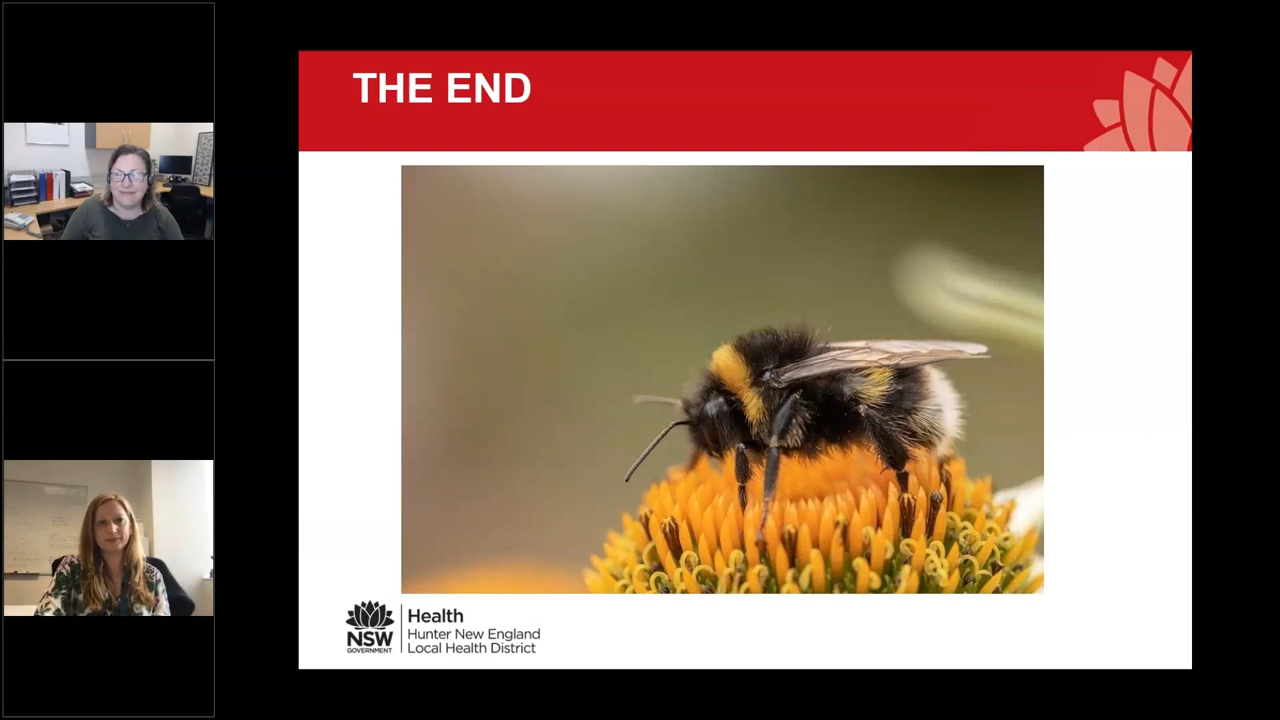 THE END
Health
Hunter New England
Local Health District
NSW
GOVERNMENT